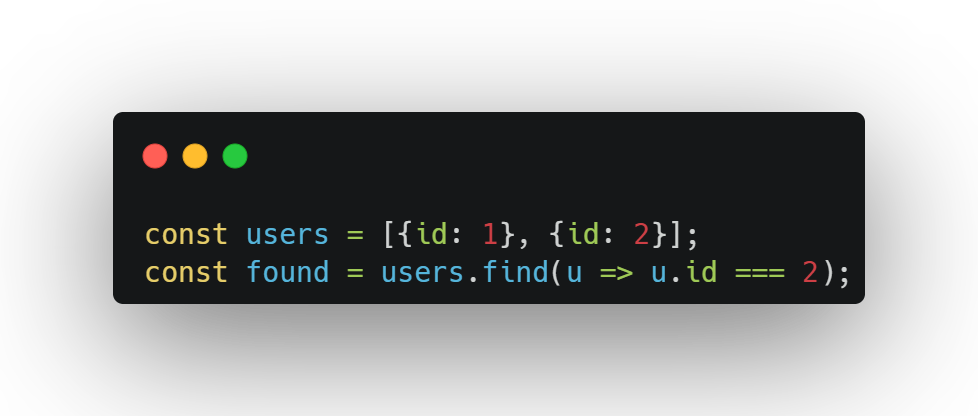 const users = [{id: 1}, {id: 2}];
const found = users.find(u => u.id === 2);